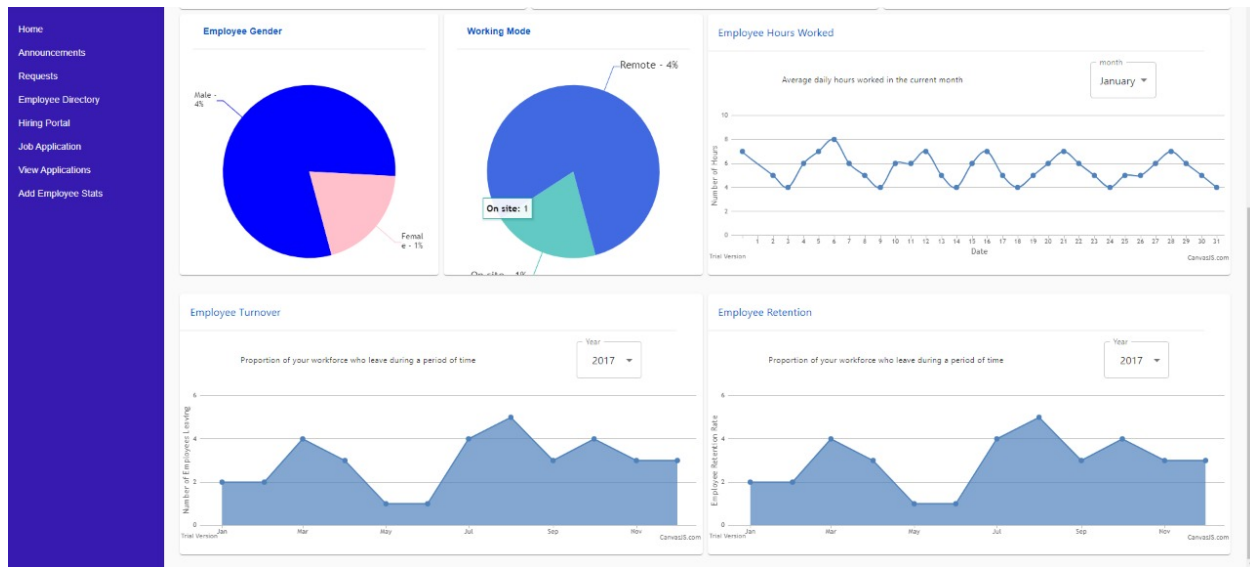 Home
Announcements
Requests
Employee Directory
Hiring Portal
Job Application
View Applications
Add Employee Stats
Employee Gender
Male -
4%
Femal
e - 1%
Working Mode
Remote - 4%
On site: 1
On site - 1%
Employee Hours Worked
Average daily hours worked in the current month
month
January
Number of Hours
10
8
6
4
2
0
1 2 3 4 5 6 7 8 9 10 11 12 13 14 15 16 17 18 19 20 21 22 23 24 25 26 27 28 29 30 31
Date
Trial Version
CanvasJS.com
Employee Turnover
Proportion of your workforce who leave during a period of time
Year
2017
Number of Employees Leaving
6
4
2
0
Jan Mar May Jul Sep Nov
Trial Version
CanvasJS.com
Employee Retention
Proportion of your workforce who leave during a period of time
Year
2017
Employee Retention Rate
6
4
2
0
Jan Mar May Jul Sep Nov
Trial Version
CanvasJS.com